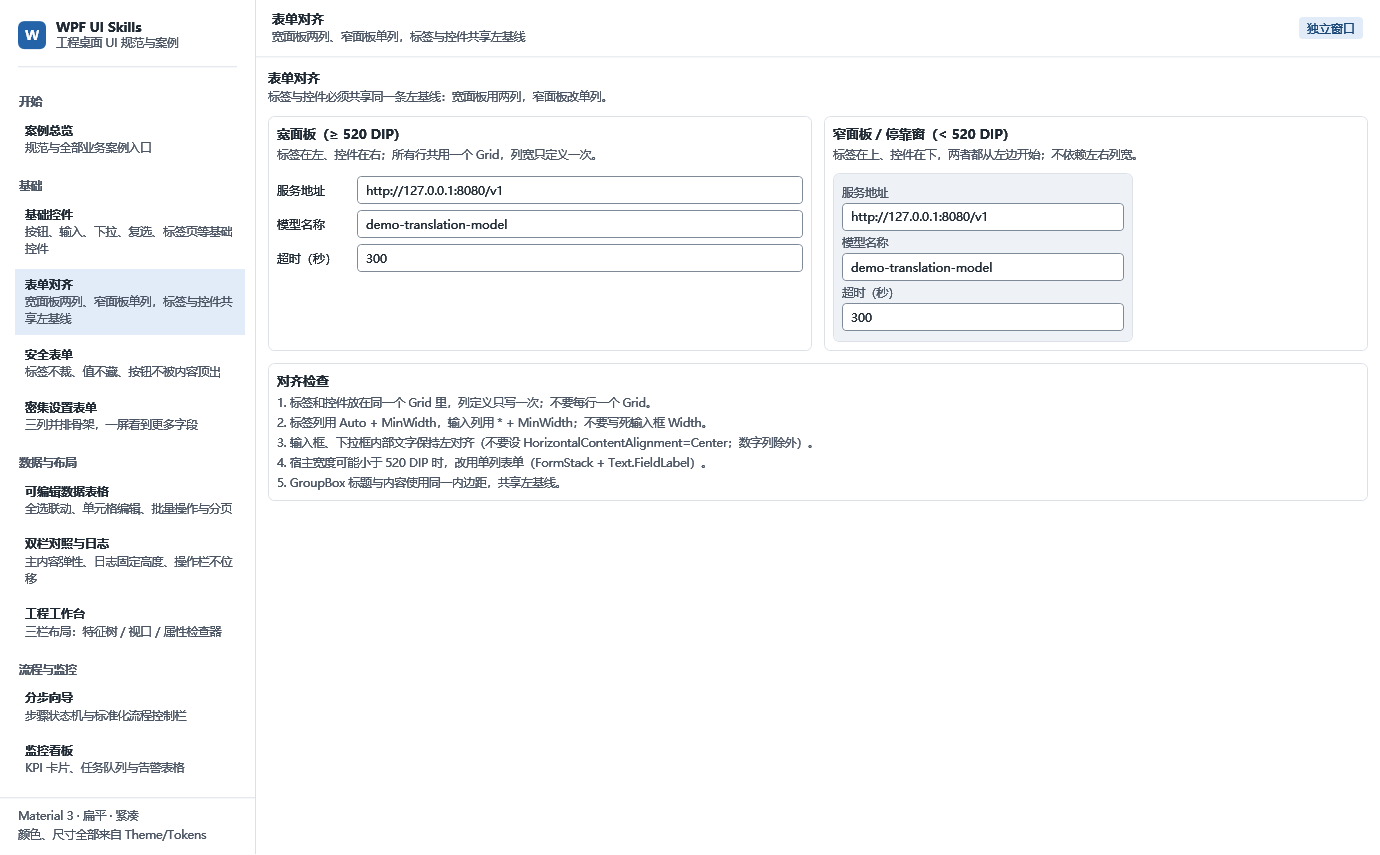 W
WPF UI Skills
工程桌面 UI 规范与案例
开始
案例总览
规范与全部业务案例入口
基础
基础控件
按钮、输入、下拉、复选、标签页等基础
控件
表单对齐
宽面板两列、窄面板单列，标签与控件共
享左基线
安全表单
标签不裁、值不藏、按钮不被内容顶出
密集设置表单
三列并排骨架，一屏看到更多字段
数据与布局
可编辑数据表格
全选联动、单元格编辑、批量操作与分页
双栏对照与日志
主内容弹性、日志固定高度、操作栏不位
移
工程工作台
三栏布局：特征树 / 视口 / 属性检查器
流程与监控
分步向导
步骤状态机与标准化流程控制栏
监控看板
KPI 卡片、任务队列与告警表格
Material 3 · 扁平 · 紧凑
颜色、尺寸全部来自 Theme/Tokens
表单对齐
宽面板两列、窄面板单列，标签与控件共享左基线
独立窗口
表单对齐
标签与控件必须共享同一条左基线：宽面板用两列，窄面板改单列。
宽面板（≥ 520 DIP）
标签在左、控件在右；所有行共用一个 Grid，列宽只定义一次。
服务地址
http://127.0.0.1:8080/v1
模型名称
demo-translation-model
超时（秒）
300
窄面板 / 停靠窗（< 520 DIP）
标签在上、控件在下，两者都从左边开始；不依赖左右列宽。
服务地址
http://127.0.0.1:8080/v1
模型名称
demo-translation-model
超时（秒）
300
对齐检查
1. 标签和控件放在同一个 Grid 里，列定义只写一次；不要每行一个 Grid。
2. 标签列用 Auto + MinWidth，输入列用 * + MinWidth；不要写死输入框 Width。
3. 输入框、下拉框内部文字保持左对齐（不要设 HorizontalContentAlignment=Center；数字列除外）。
4. 宿主宽度可能小于 520 DIP 时，改用单列表单（FormStack + Text.FieldLabel）。
5. GroupBox 标题与内容使用同一内边距，共享左基线。